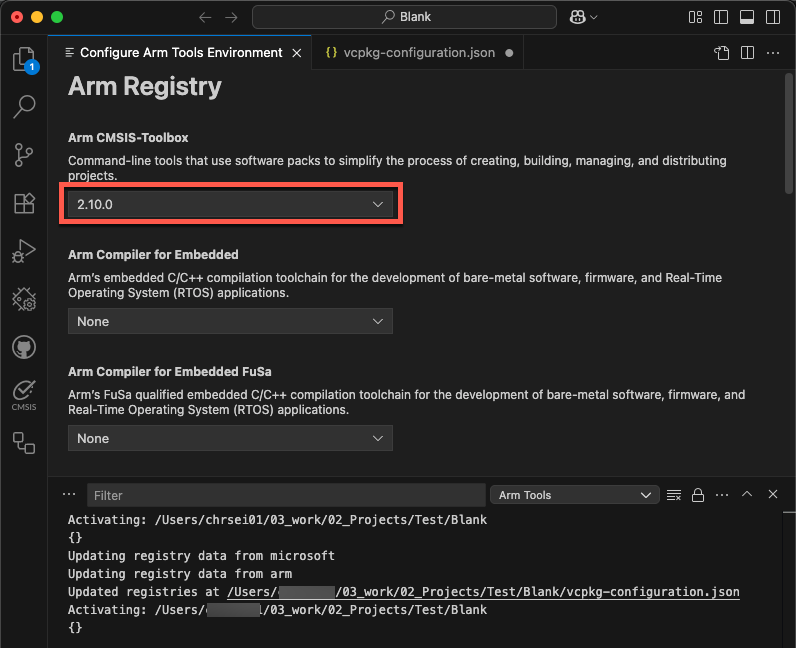 Blank
Configure Arm Tools Environment
{} vcpkg-configuration.json
1
CMSIS
Arm Registry
Arm CMSIS-Toolbox
Command-line tools that use software packs to simplify the process of creating, building, managing, and distributing
projects.
2.10.0
Arm Compiler for Embedded
Arm's embedded C/C++ compilation toolchain for the development of bare-metal software, firmware, and Real-Time
Operating System (RTOS) applications.
None
Arm Compiler for Embedded FuSa
Arm's FuSa qualified embedded C/C++ compilation toolchain for the development of bare-metal software, firmware, and
Real-Time Operating System (RTOS) applications.
None
Filter
Arm Tools
Activating: /Users/chrsei01/03_work/02_Projects/Test/Blank
{}
Updating registry data from microsoft
Updating registry data from arm
Updated registries at /Users/ /03_work/02_Projects/Test/Blank/vcpkg-configuration.json
Activating: /Users/ /03_work/02_Projects/Test/Blank
{}